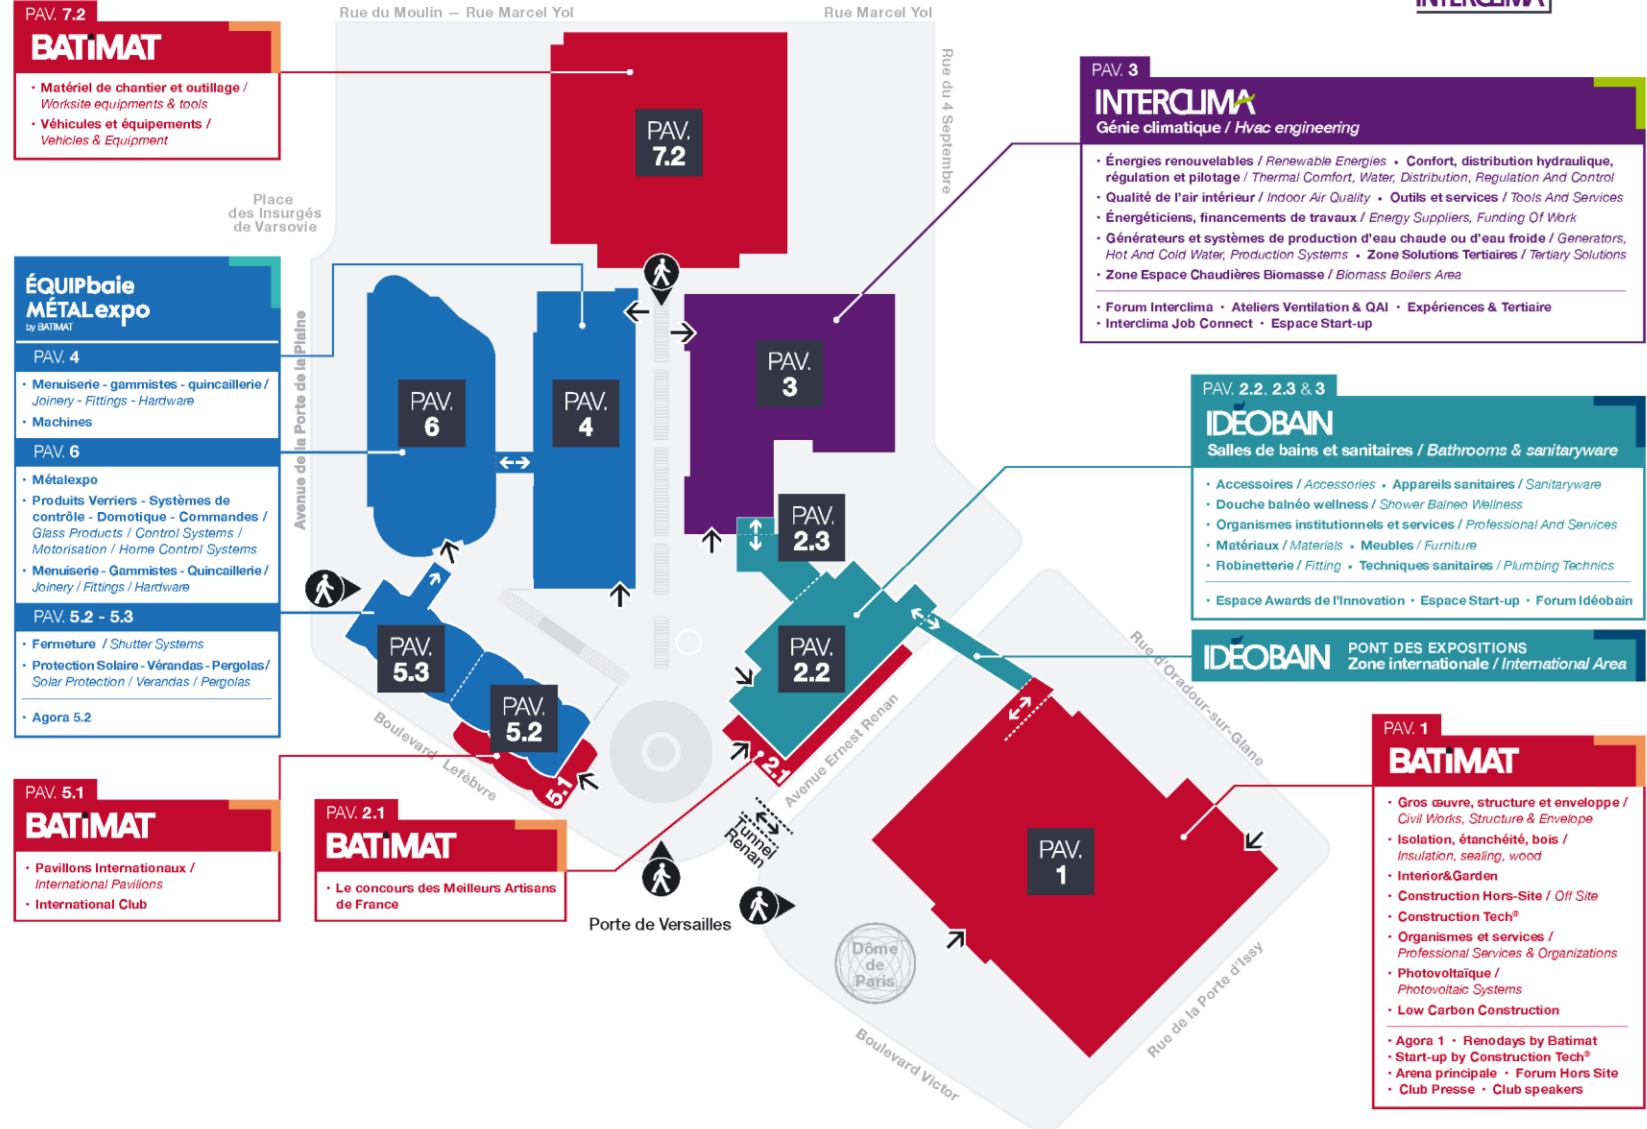 Rue du Moulin — Rue Marcel Yol
Rue Marcel Yol
INTERCLIMA
PAV. 7.2
BATiMAT
• Matériel de chantier et outillage /
Worksite equipments & tools
• Véhicules et équipements /
Vehicles & Equipment
Place
des Insurgés
de Varsovie
Rue du 4 Septembre
PAV.
7.2
PAV. 3
INTERCLIMA
Génie climatique / Hvac engineering
• Énergies renouvelables / Renewable Energies • Confort, distribution hydraulique,
régulation et pilotage / Thermal Comfort, Water, Distribution, Regulation And Control
• Qualité de l'air intérieur / Indoor Air Quality • Outils et services / Tools And Services
• Énergéticiens, financements de travaux / Energy Suppliers, Funding Of Work
• Générateurs et systèmes de production d'eau chaude ou d'eau froide / Generators,
Hot And Cold Water, Production Systems • Zone Solutions Tertiaires / Tertiary Solutions
• Zone Espace Chaudières Biomasse / Biomass Boilers Area
• Forum Interclima • Ateliers Ventilation & QAI • Expériences & Tertiaire
• Interclima Job Connect • Espace Start-up
ÉQUIPbaie
MÉTALexpo
by BATIMAT
PAV. 4
• Menuiserie - gammistes - quincaillerie /
Joinery - Fittings - Hardware
• Machines
PAV. 6
• Métalexpo
• Produits Verriers - Systèmes de
contrôle - Domotique - Commandes /
Glass Products / Control Systems /
Motorisation / Home Control Systems
• Menuiserie - Gammistes - Quincaillerie /
Joinery / Fittings / Hardware
PAV. 5.2 - 5.3
• Fermeture / Shutter Systems
• Protection Solaire - Vérandas - Pergolas /
Solar Protection / Verandas / Pergolas
• Agora 5.2
Avenue de la Porte de la Plaine
PAV.
6
PAV.
4
PAV.
3
PAV.
2.3
PAV.
2.2
PAV.
5.3
PAV.
5.2
5.1
2.1
PAV.
1
PAV. 2.2, 2.3 & 3
IDÉOBAIN
Salles de bains et sanitaires / Bathrooms & sanitaryware
• Accessoires / Accessories • Appareils sanitaires / Sanitaryware
• Douche balnéo wellness / Shower Balneo Wellness
• Organismes institutionnels et services / Professional And Services
• Matériaux / Materials • Meubles / Furniture
• Robinetterie / Fitting • Techniques sanitaires / Plumbing Technics
• Espace Awards de l'Innovation • Espace Start-up • Forum Idéobain
IDÉOBAIN
PONT DES EXPOSITIONS
Zone internationale / International Area
Boulevard Lefèbvre
Avenue Ernest Renan
Rue d'Oradour-sur-Glane
Tunnel
Renan
Porte de Versailles
Dôme
de
Paris
Boulevard Victor
Rue de la Porte d'Issy
PAV. 5.1
BATiMAT
• Pavillons Internationaux /
International Pavilions
• International Club
PAV. 2.1
BATiMAT
• Le concours des Meilleurs Artisans
de France
PAV. 1
BATiMAT
• Gros œuvre, structure et enveloppe /
Civil Works, Structure & Envelope
• Isolation, étanchéité, bois /
Insulation, sealing, wood
• Interior&Garden
• Construction Hors-Site / Off Site
• Construction Tech®
• Organismes et services /
Professional Services & Organizations
• Photovoltaïque /
Photovoltaic Systems
• Low Carbon Construction
• Agora 1 • Renodays by Batimat
• Start-up by Construction Tech®
• Arena principale • Forum Hors Site
• Club Presse • Club speakers